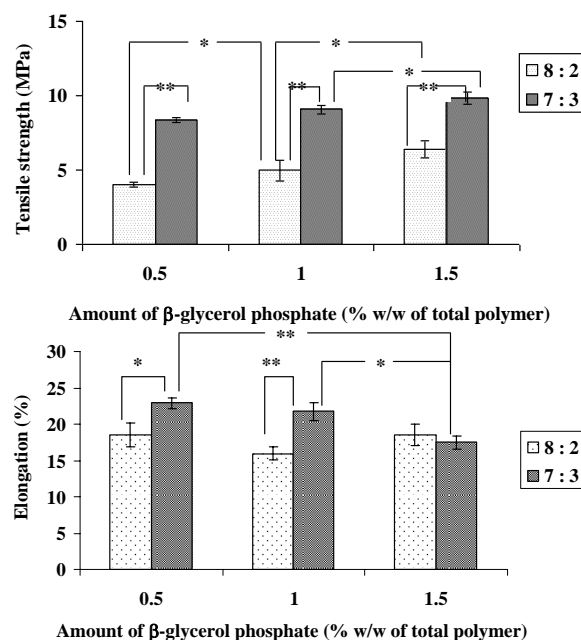 15
10
5
0
Tensile strength (MPa)
* *
** ** * **
8 : 2
7 : 3
0.5 1 1.5
Amount of β-glycerol phosphate (% w/w of total polymer)
30
25
20
15
10
5
0
Elongation (%)
**
* ** *
8 : 2
7 : 3
0.5 1 1.5
Amount of β-glycerol phosphate (% w/w of total polymer)